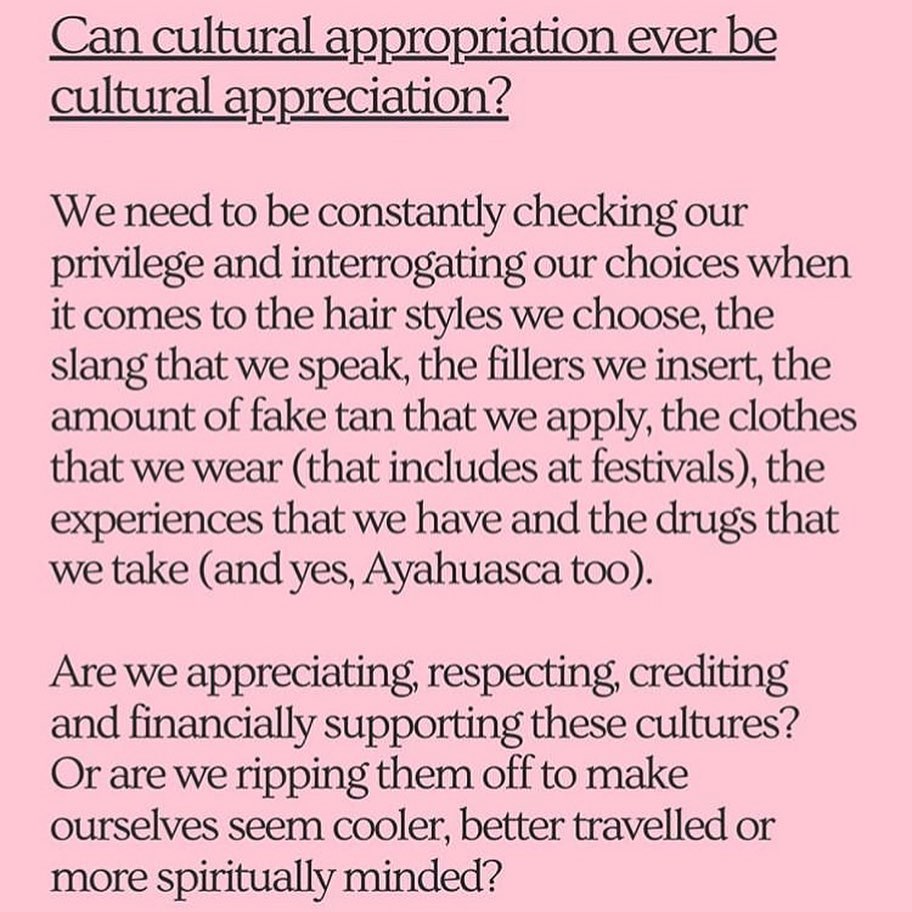 Can cultural appropriation ever be
cultural appreciation?
We need to be constantly checking our
privilege and interrogating our choices when
it comes to the hair styles we choose, the
slang that we speak, the fillers we insert, the
amount of fake tan that we apply, the clothes
that we wear (that includes at festivals), the
experiences that we have and the drugs that
we take (and yes, Ayahuasca too).
Are we appreciating, respecting, crediting
and financially supporting these cultures?
Or are we ripping them off to make
ourselves seem cooler, better travelled or
more spiritually minded?